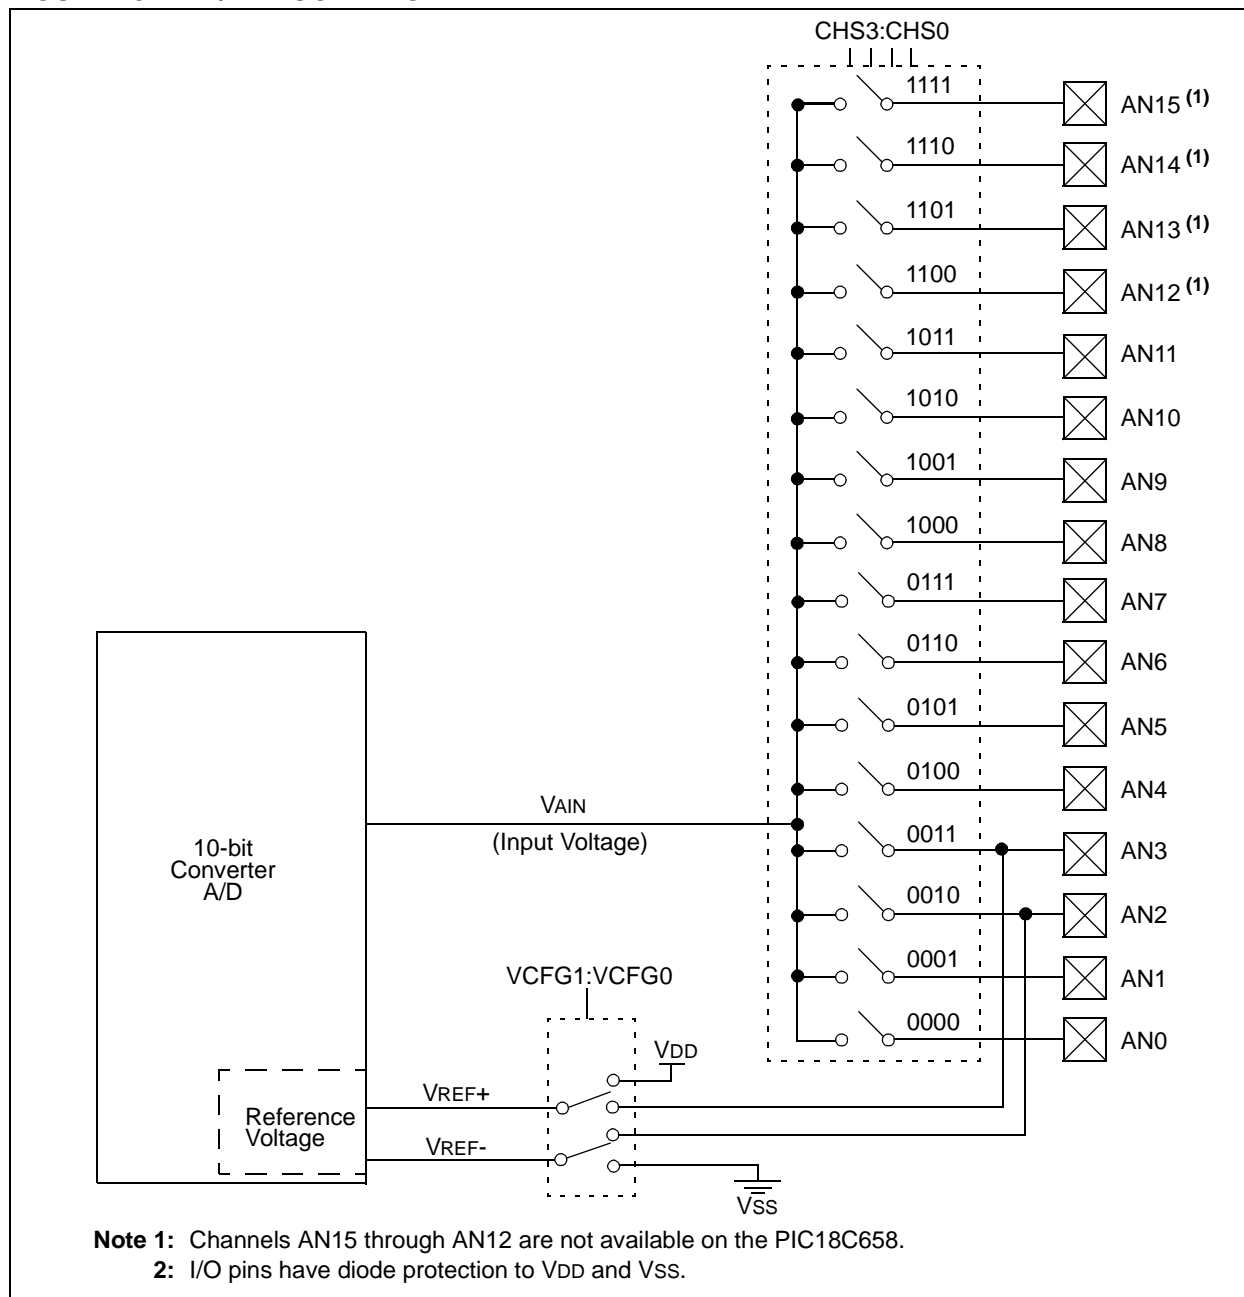 CHS3:CHS0
1111
AN15 (1)
1110
AN14 (1)
1101
AN13 (1)
1100
AN12 (1)
1011
AN11
1010
AN10
1001
AN9
1000
AN8
0111
AN7
0110
AN6
0101
AN5
0100
AN4
VAIN
(Input Voltage)
0011
AN3
10-bit
Converter
A/D
0010
AN2
0001
AN1
VCFG1:VCFG0
0000
AN0
VDD
VREF+
Reference
Voltage
VREF-
VSS
Note 1: Channels AN15 through AN12 are not available on the PIC18C658.
2: I/O pins have diode protection to VDD and VSS.